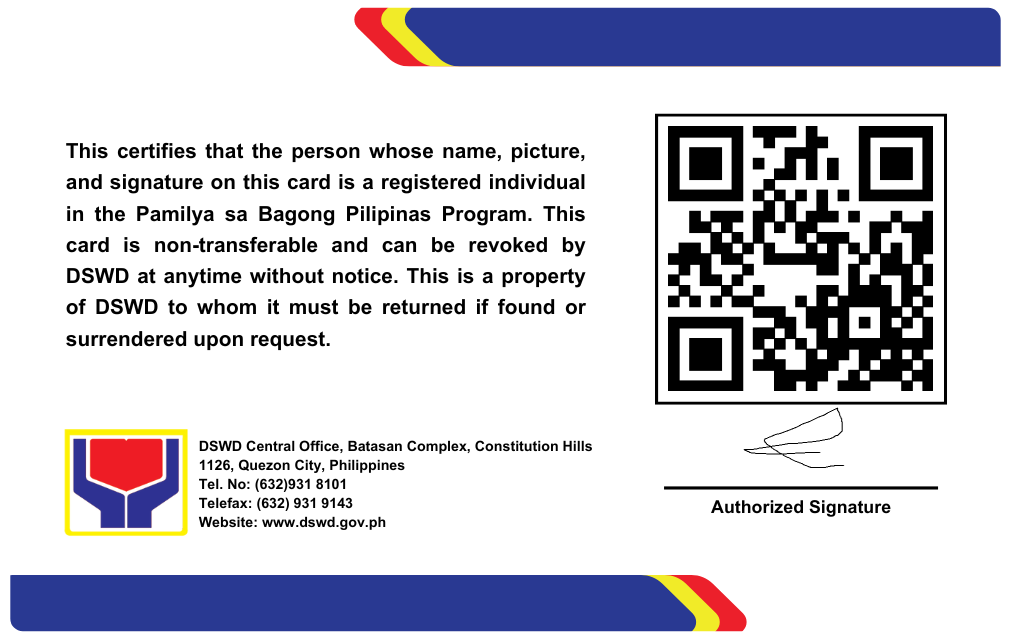 This certifies that the person whose name, picture,
and signature on this card is a registered individual
in the Pamilya sa Bagong Pilipinas Program. This
card is non-transferable and can be revoked by
DSWD at anytime without notice. This is a property
of DSWD to whom it must be returned if found or
surrendered upon request.
DSWD Central Office, Batasan Complex, Constitution Hills
1126, Quezon City, Philippines
Tel. No: (632)931 8101
Telefax: (632) 931 9143
Website: www.dswd.gov.ph
Authorized Signature